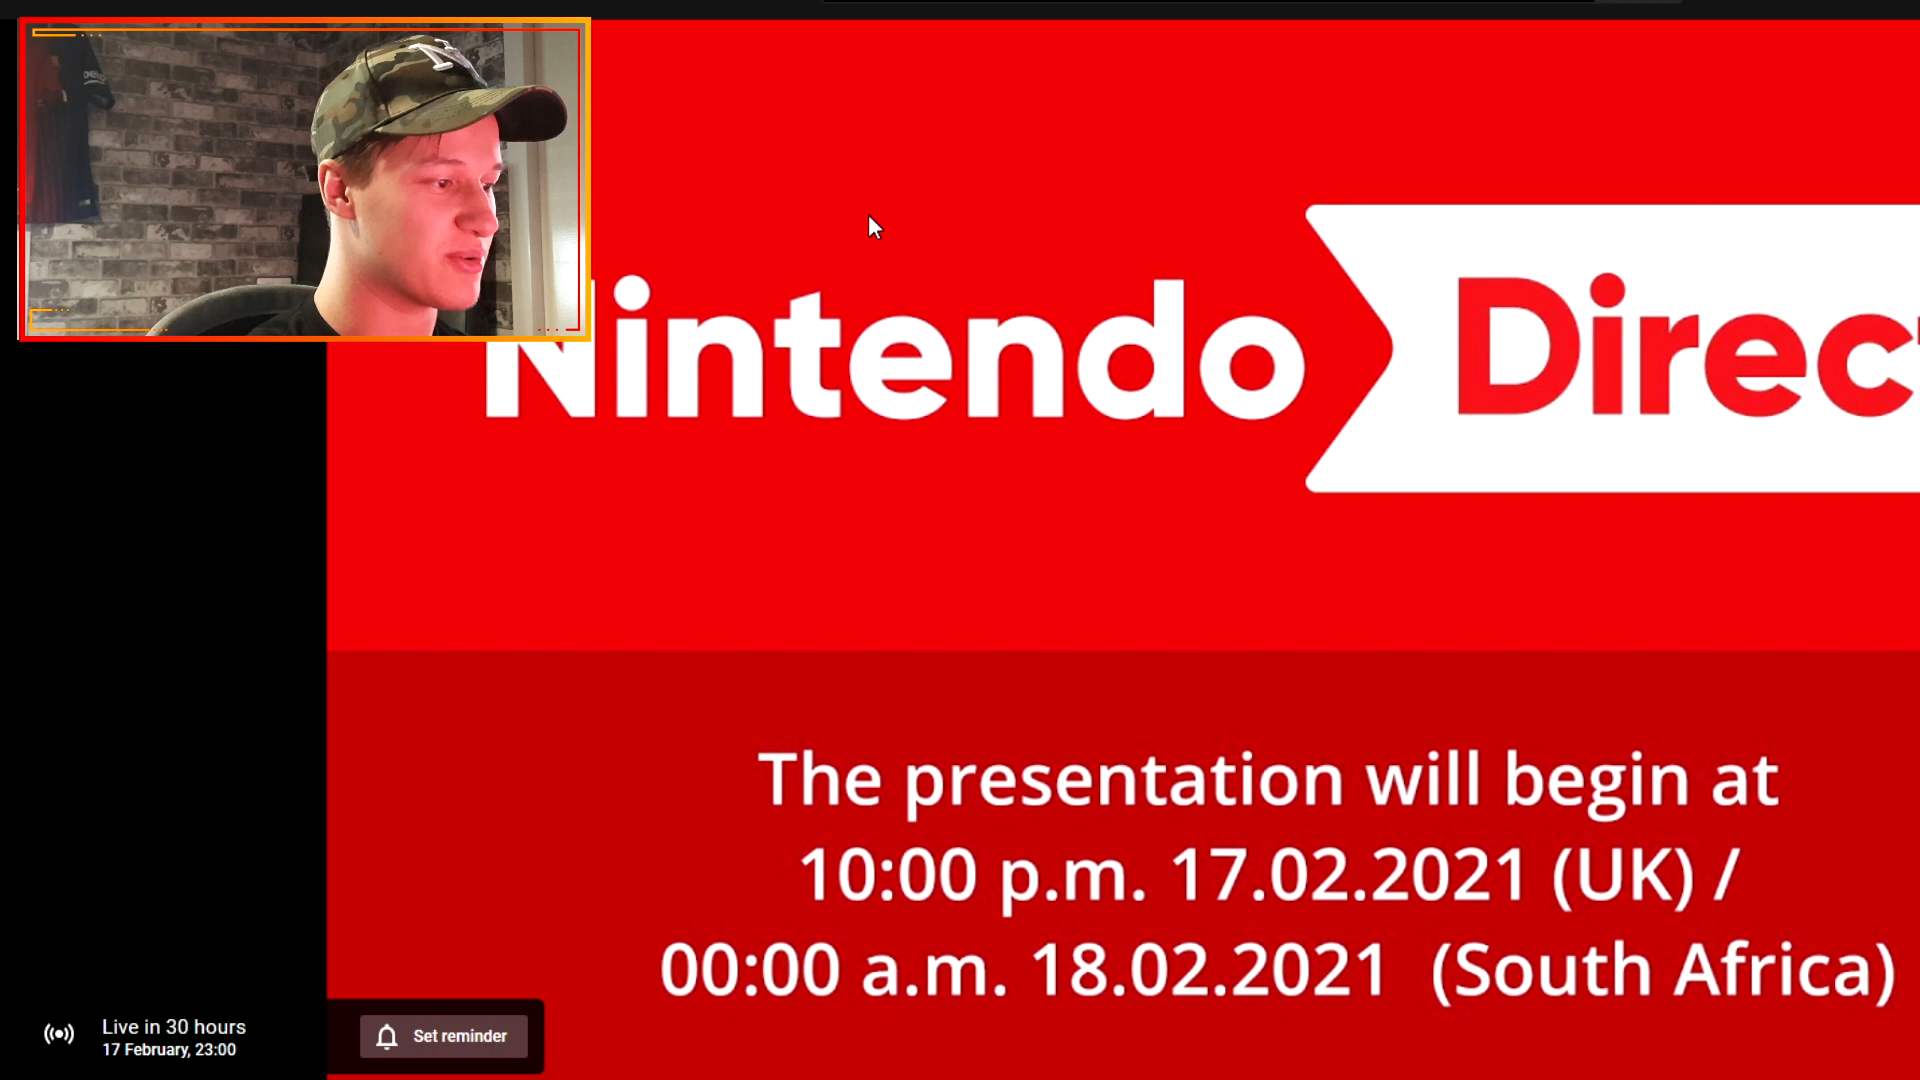 Nintendo Direct
The presentation will begin at
10:00 p.m. 17.02.2021 (UK) /
00:00 a.m. 18.02.2021 (South Africa)
Live in 30 hours
17 February, 23:00
Set reminder